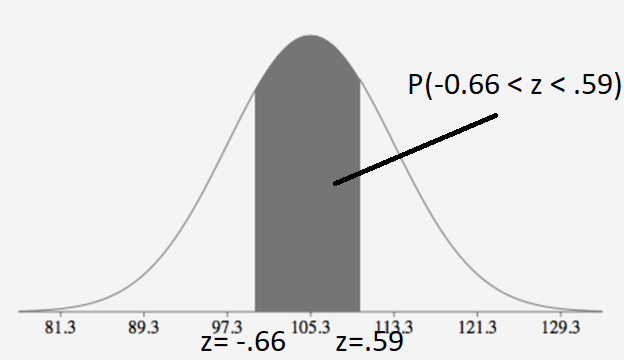 P(-0.66 < z < .59)
81.3 89.3 97.3 105.3 113.3 121.3 129.3
z= -.66 z=.59